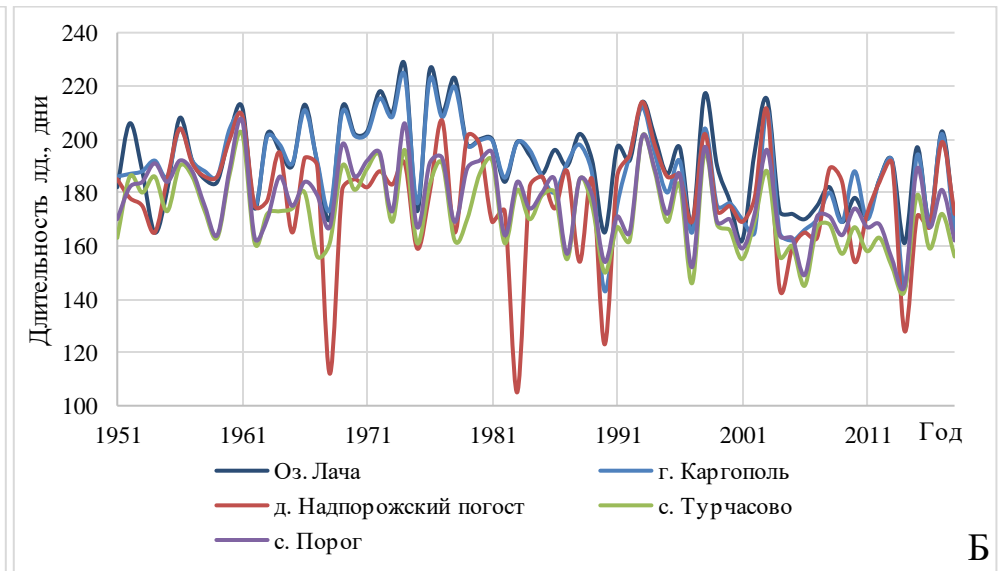 Длительность лд., дни
240
220
200
180
160
140
120
100
1951 1961 1971 1981 1991 2001 2011 Год
Оз. Лача г. Каргополь
д. Надпорожский погост с. Турчасово
с. Порог
Б